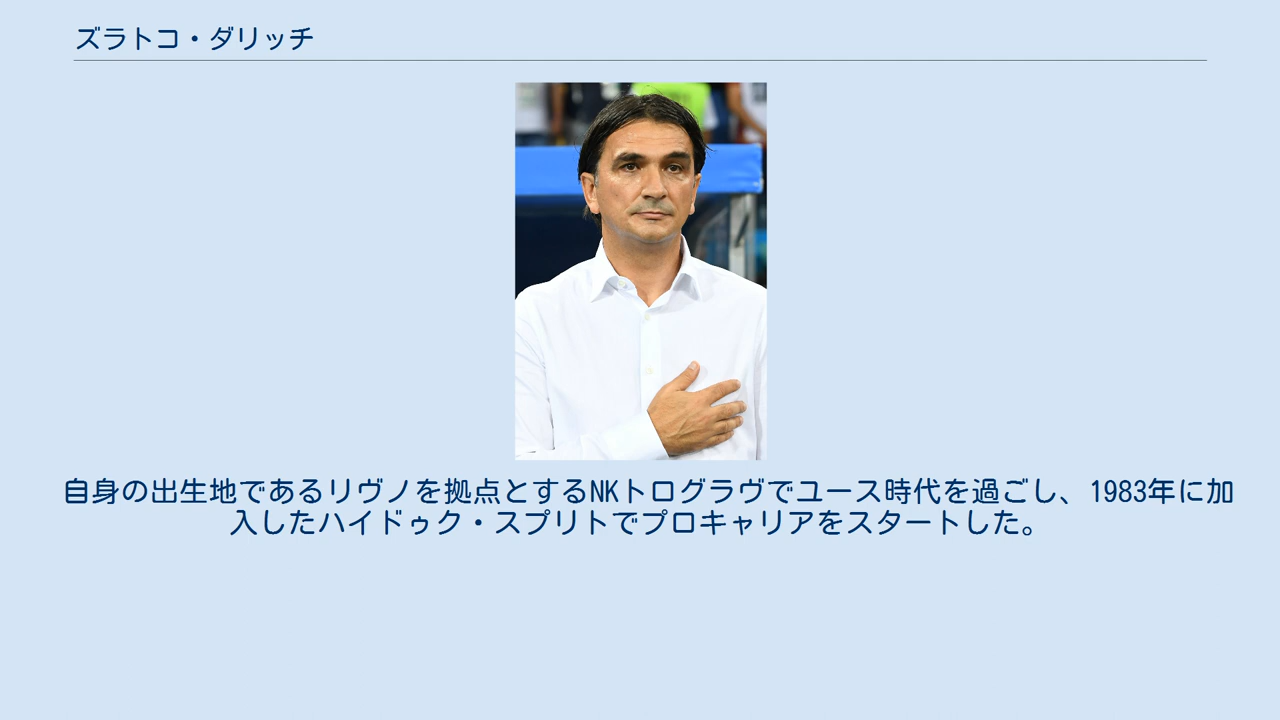 ズラトコ・ダリッチ
自身の出生地であるリヴノを拠点とするNKトログラヴでユース時代を過ごし、1983年に加
入したハイドゥク・スプリトでプロキャリアをスタートした。